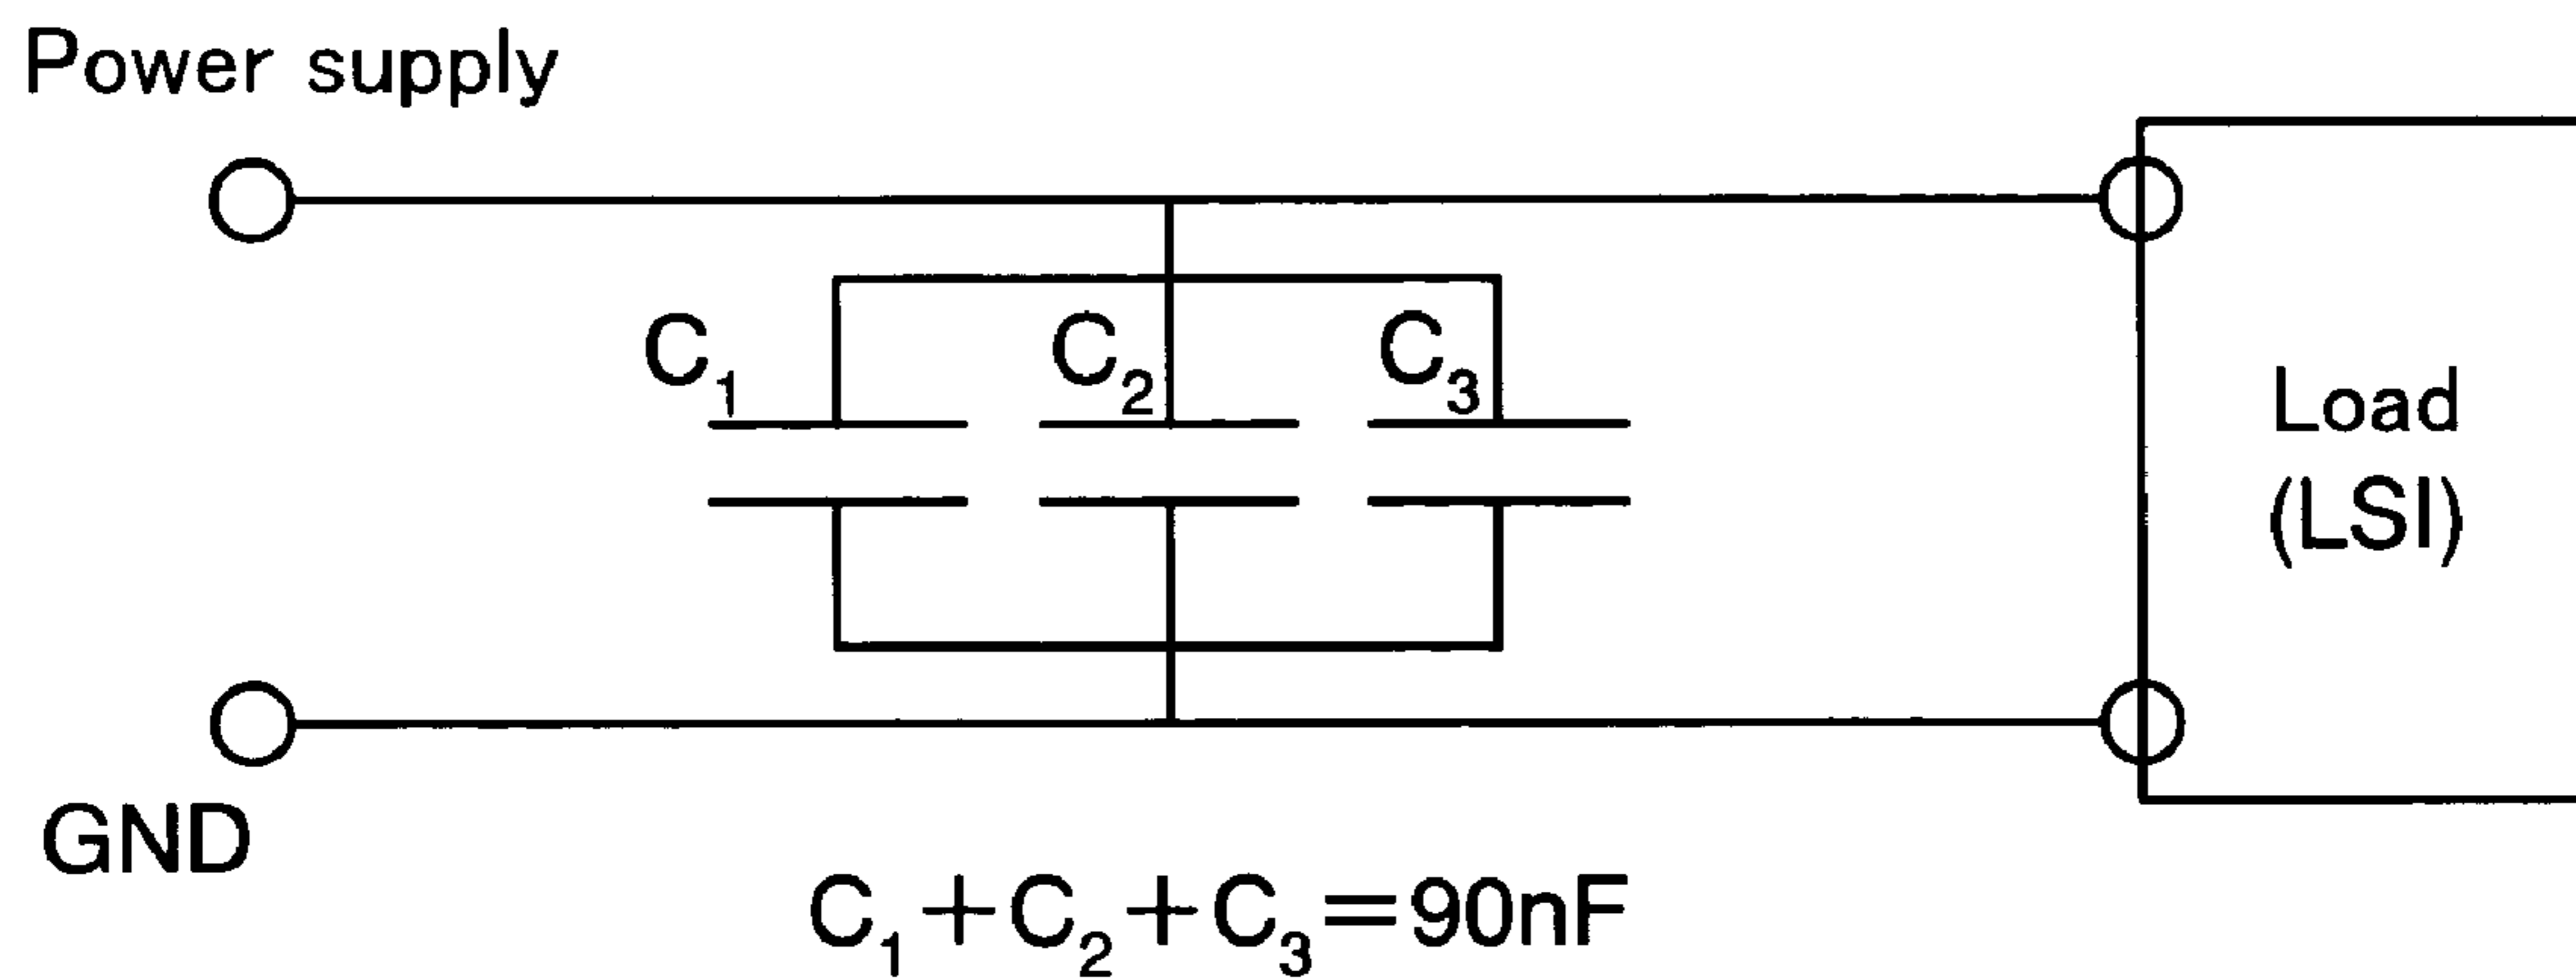 Power supply
C₁ C₂ C₃
Load
(LSI)
GND
C₁+C₂+C₃=90nF